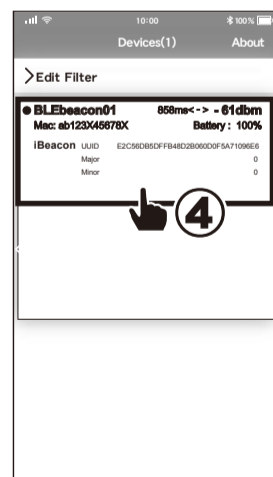 10:00 100%
Devices(1) About
Edit Filter
BLEbeacon01 858ms<-> -61dbm
Mac: ab123X45678X Battery: 100%
iBeacon UUID E2C56DB5DFFB48D2B060D0F5A71096E6
Major 0
Minor 0
④